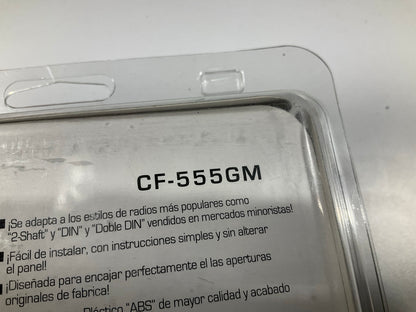 CF-555GM
¡Se adapta a los estilos de radios más populares como
"2-Shaft" y "DIN" y "Doble DIN" vendidos en mercados minoristas!
¡Fácil de instalar, con instrucciones simples y sin alterar
el panel!
¡Diseñada para encajar perfectamente el las aperturas
originales de fabrica!
Plástico "ABS" de mayor calidad y acabado